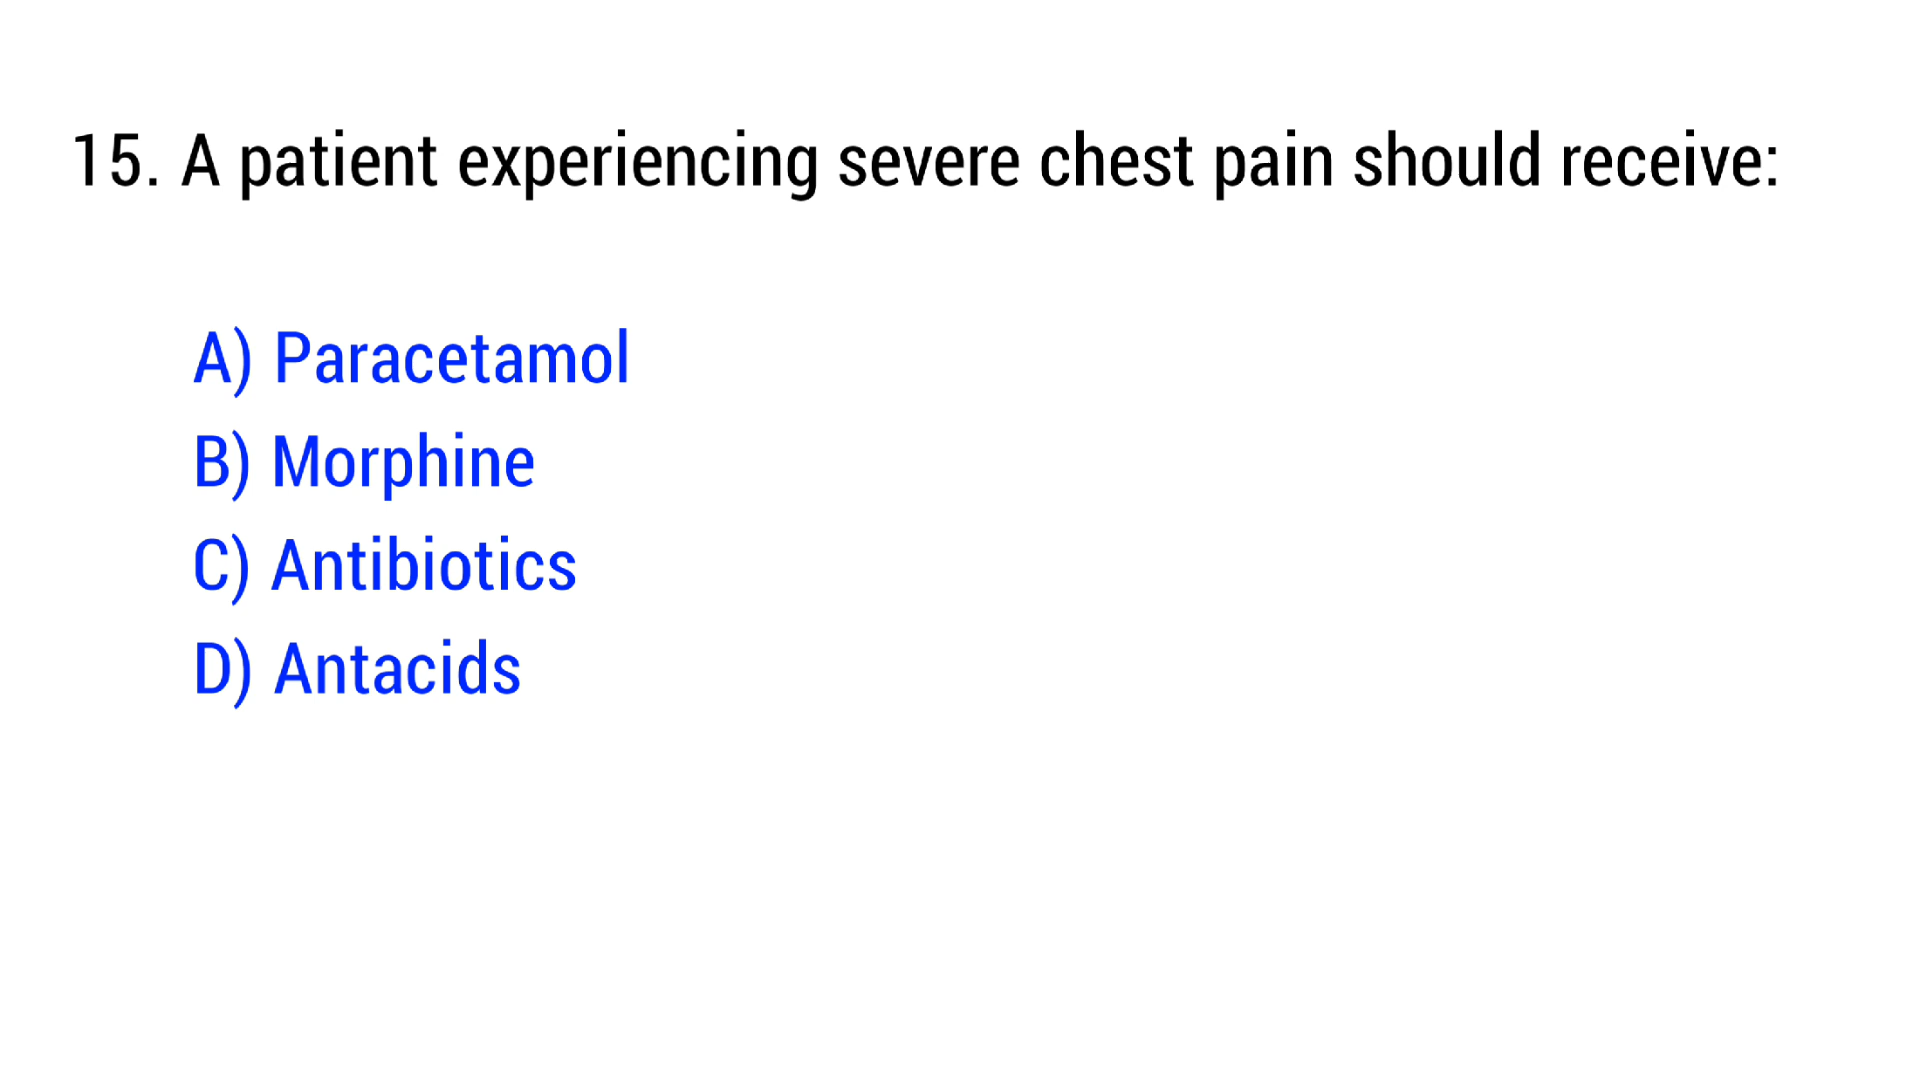 15. A patient experiencing severe chest pain should receive:
A) Paracetamol
B) Morphine
C) Antibiotics
D) Antacids